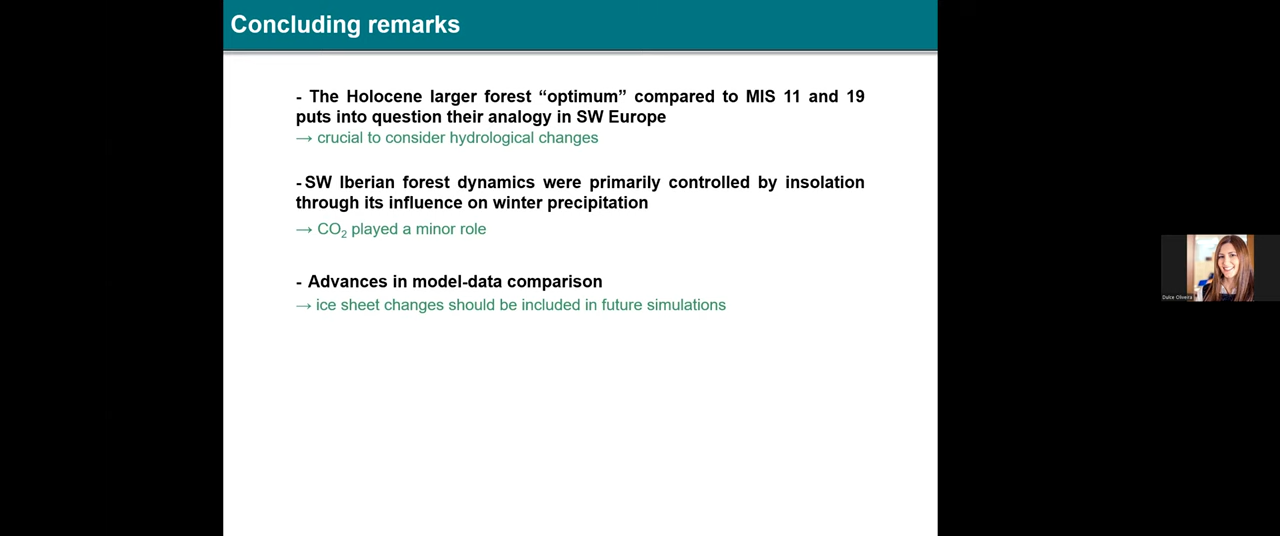 Concluding remarks
- The Holocene larger forest “optimum” compared to MIS 11 and 19
puts into question their analogy in SW Europe
→ crucial to consider hydrological changes
- SW Iberian forest dynamics were primarily controlled by insolation
through its influence on winter precipitation
→ CO₂ played a minor role
- Advances in model-data comparison
→ ice sheet changes should be included in future simulations
Dulce Oliveira